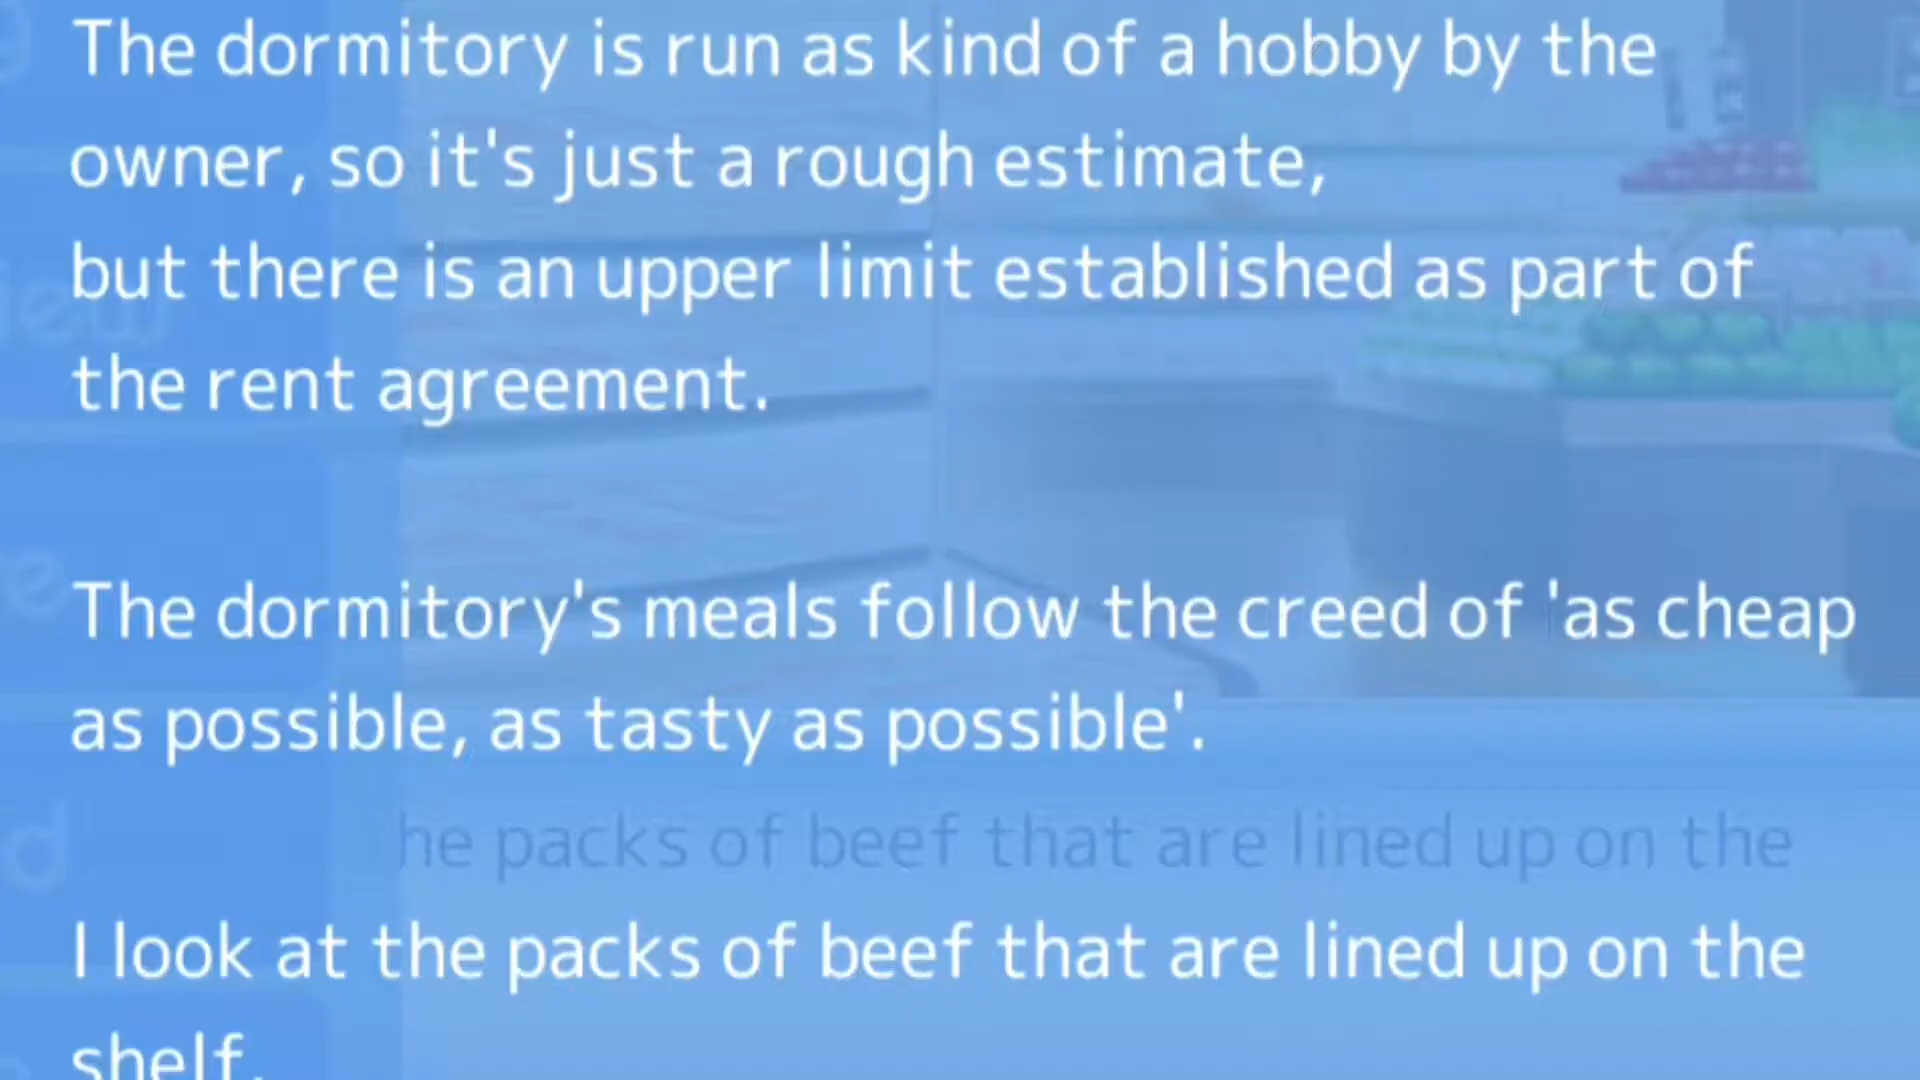 The dormitory is run as kind of a hobby by the
owner, so it's just a rough estimate,
but there is an upper limit established as part of
the rent agreement.
The dormitory's meals follow the creed of 'as cheap
as possible, as tasty as possible'.
he packs of beef that are lined up on the
I look at the packs of beef that are lined up on the
shelf.